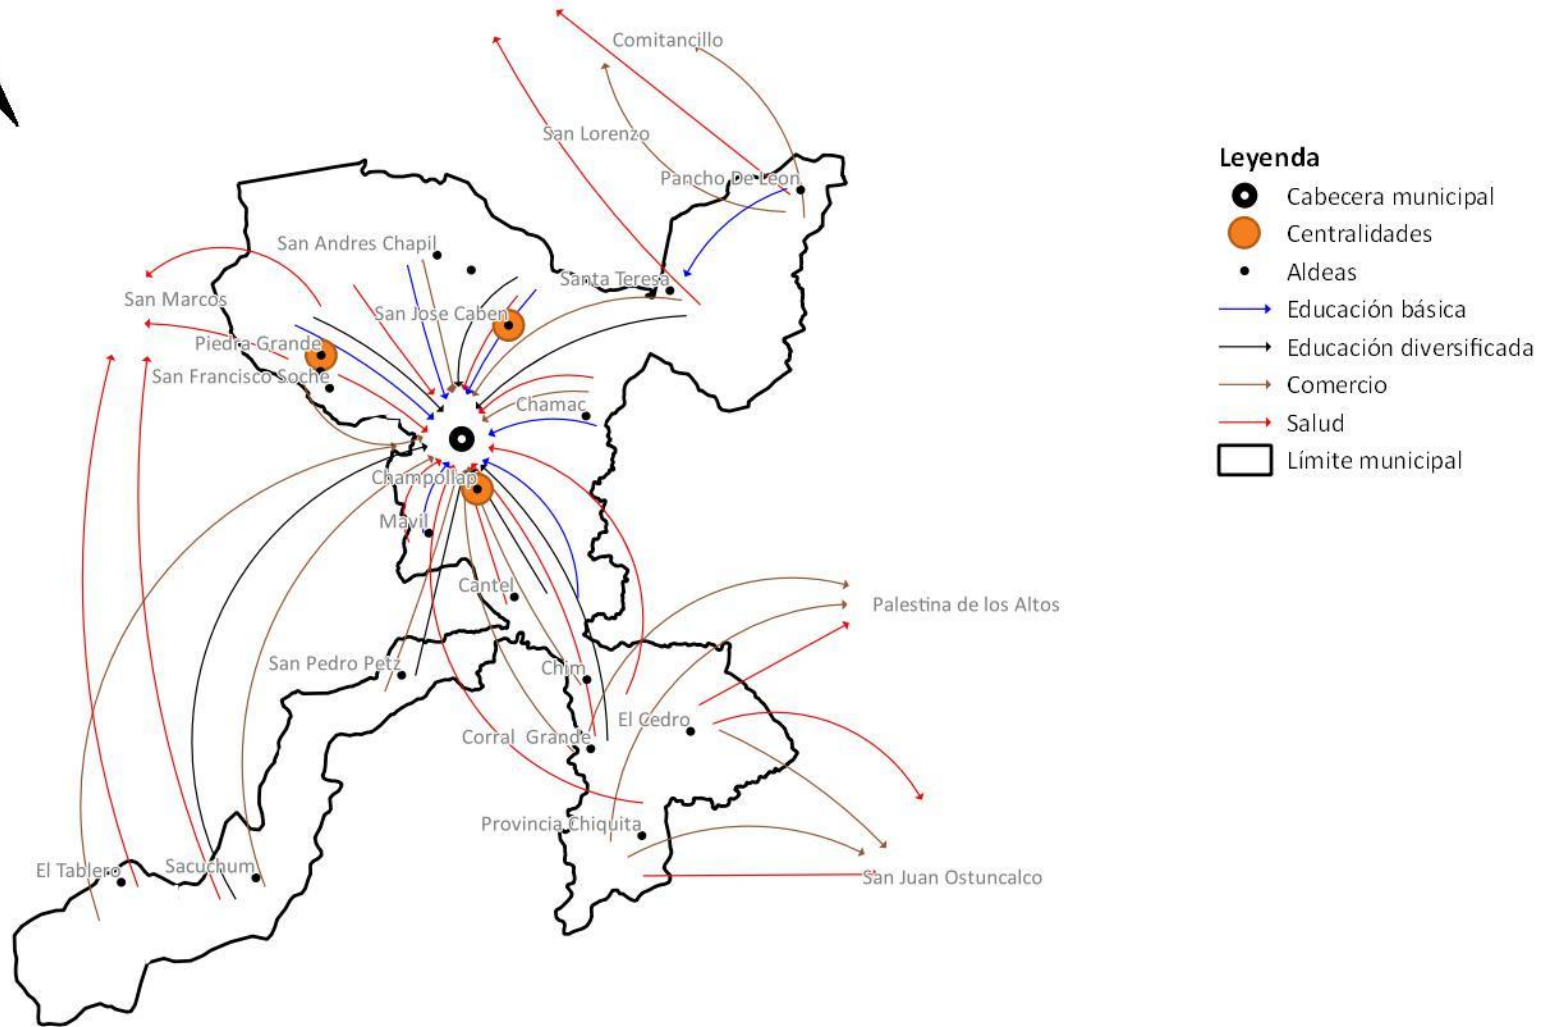 Comitancillo
San Lorenzo
Pancho De Leon
San Andres Chapil
Santa Teresa
San Marcos
San Jose Caben
Piedra Grande
San Francisco Soche
Chamac
Champollap
Mavil
Cantel
Palestina de los Altos
San Pedro Petz
Chim
El Cedro
Corral Grande
Provincia Chiquita
El Tablero
Sacuchum
San Juan Ostuncalco
Leyenda
Cabecera municipal
Centralidades
Aldeas
Educación básica
Educación diversificada
Comercio
Salud
Límite municipal